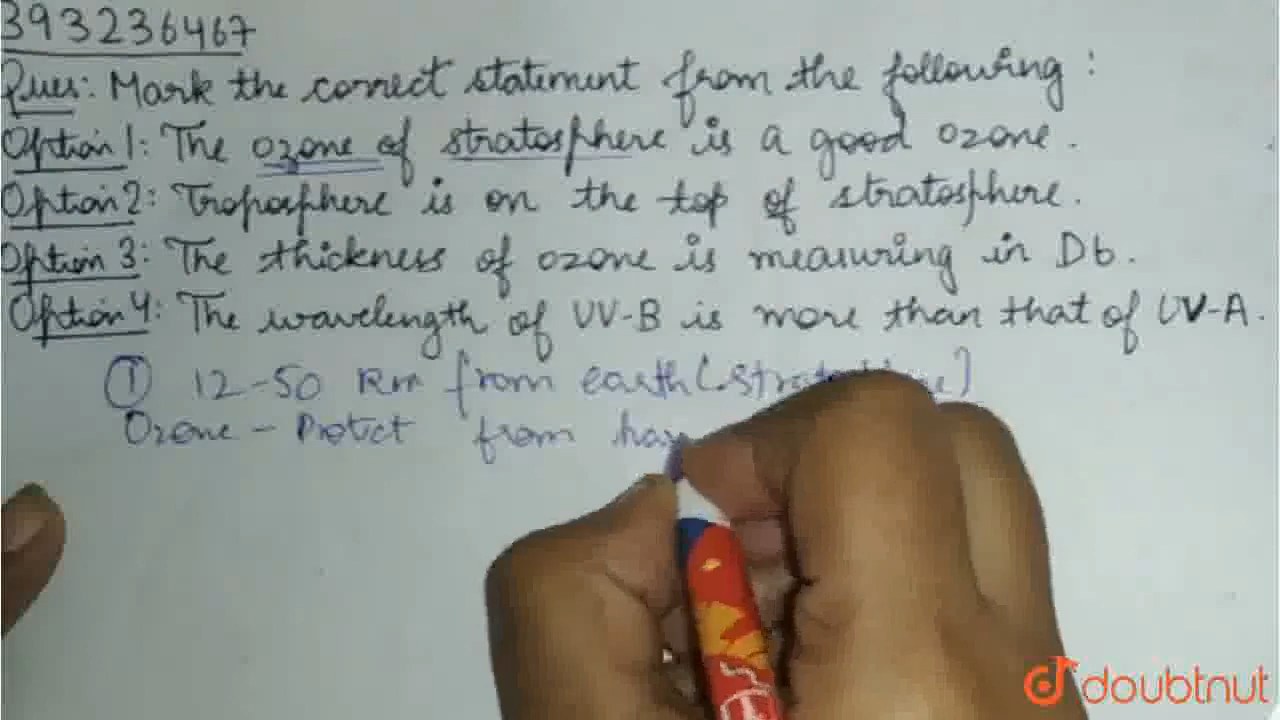 393236467
Ques: Mark the correct statement from the following:
Option 1: The ozone of stratosphere is a good ozone.
Option 2: Troposphere is on the top of stratosphere.
Option 3: The thickness of ozone is measuring in Db.
Option 4: The wavelength of UV-B is more than that of UV-A.
① 12-50 Km from earth (
Ozone - Protect from
doubtnut